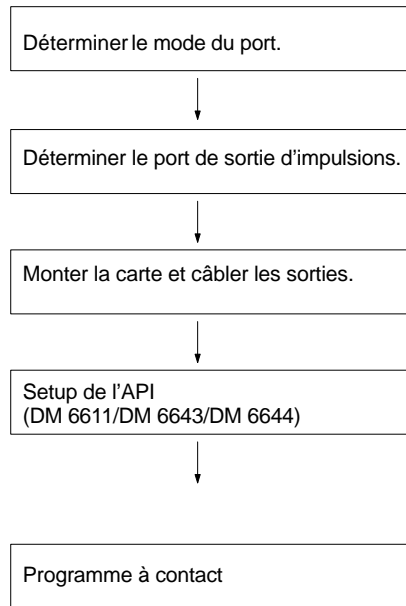 Déterminer le mode du port.
Déterminer le port de sortie d'impulsions.
Monter la carte et câbler les sorties.
Setup de l'API
(DM 6611/DM 6643/DM 6644)
Programme à contact